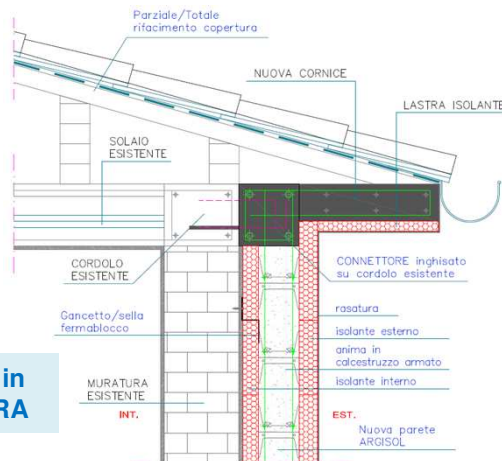 Parziale/Totale
rifacimento copertura
NUOVA CORNICE
LASTRA ISOLANTE
SOLAIO
ESISTENTE
CORDOLO
ESISTENTE
CONNETTORE inghisato
su cordolo esistente
Gancetto/sella
fermablocco
rasatura
isolante esterno
anima in
calcestruzzo armato
isolante interno
in
RA
MURATURA
ESISTENTE
INT.
EST.
Nuova parete
ARGISOL